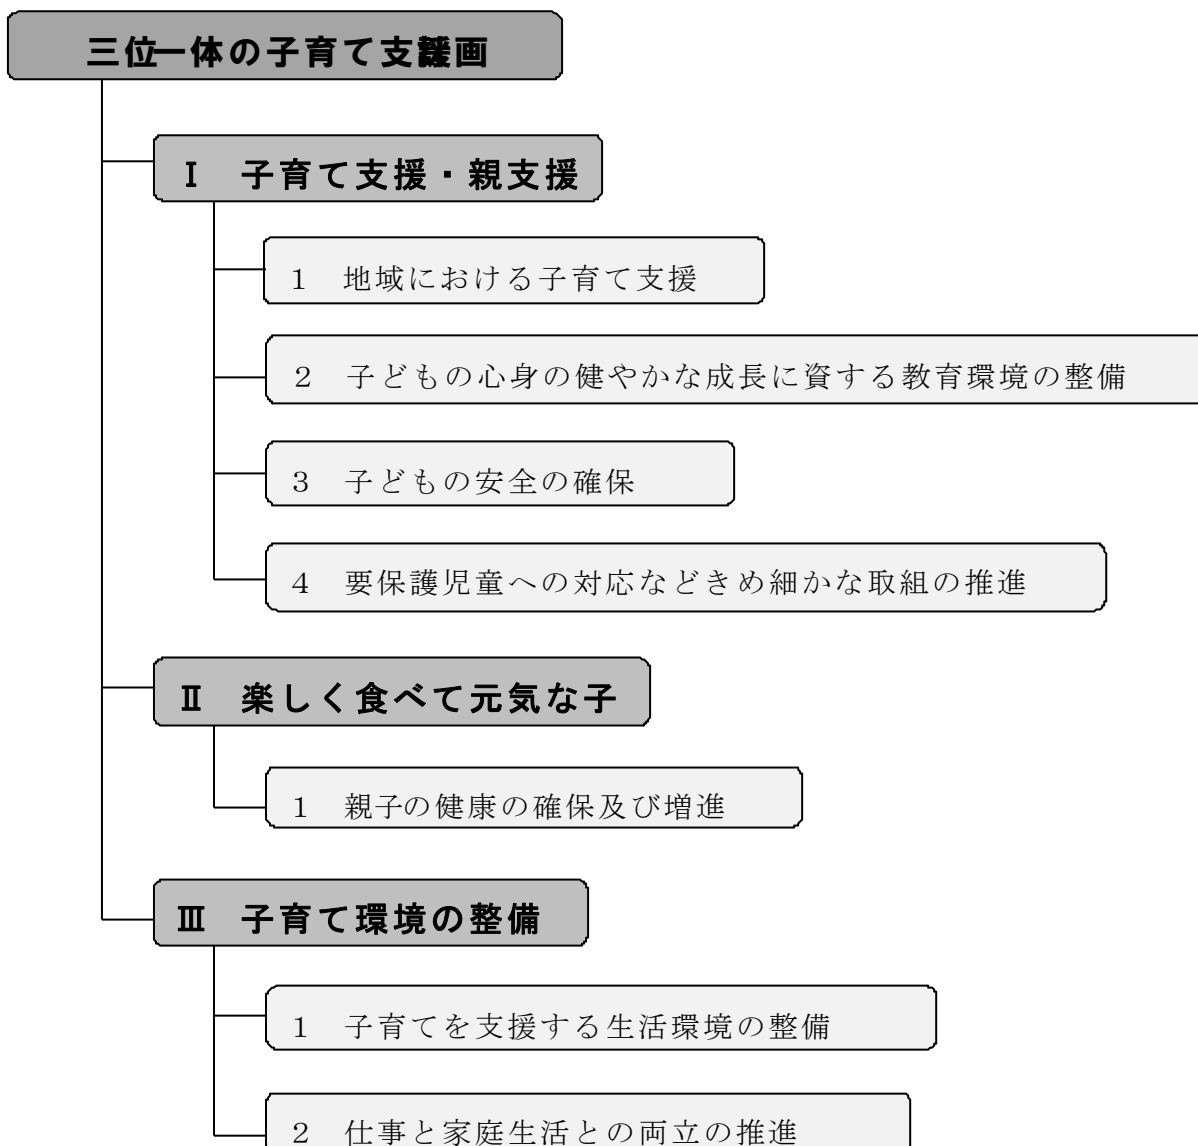 三位一体の子育て支援計画
Ⅰ 子育て支援・親支援
1 地域における子育て支援
2 子どもの心身の健やかな成長に資する教育環境の整備
3 子どもの安全の確保
4 要保護児童への対応などきめ細かな取組の推進
Ⅱ 楽しく食べて元気な子
1 親子の健康の確保及び増進
Ⅲ 子育て環境の整備
1 子育てを支援する生活環境の整備
2 仕事と家庭生活との両立の推進